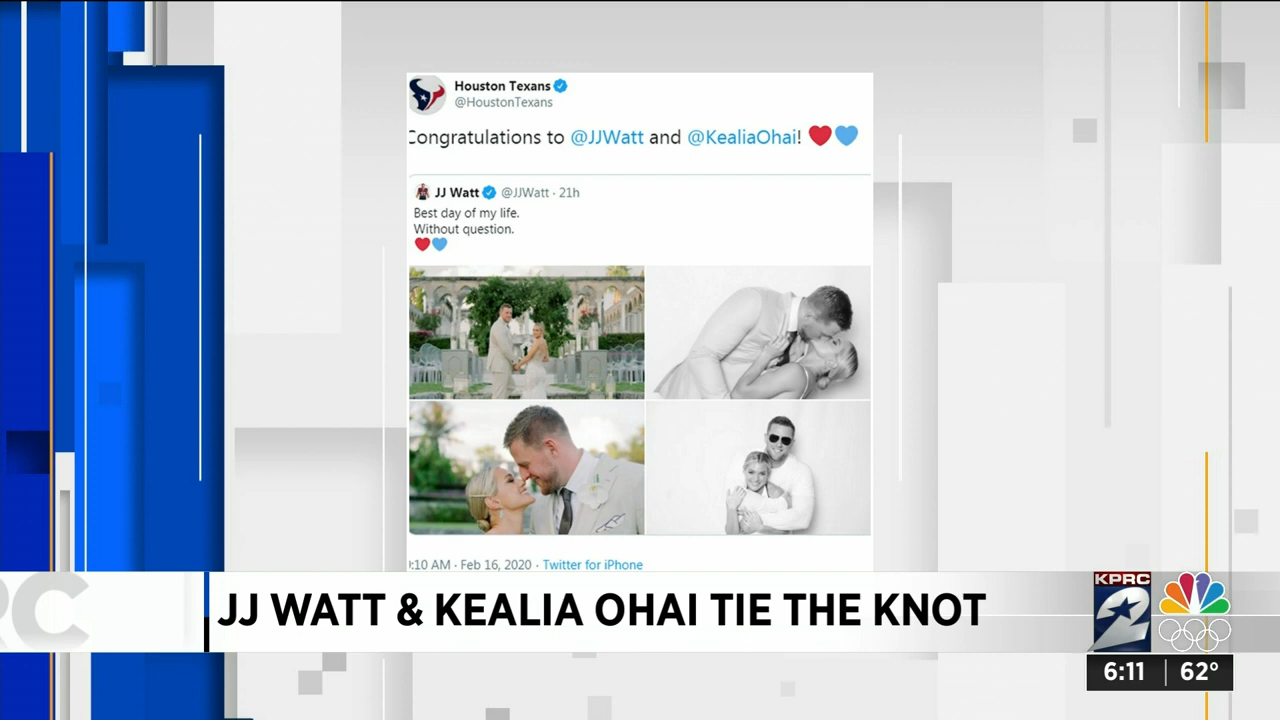 Houston Texans
@HoustonTexans
Congratulations to @JJWatt and @KealiaOhai! ❤️💙
JJ Watt @JJWatt · 21h
Best day of my life.
Without question.
❤️💙
:10 AM · Feb 16, 2020 · Twitter for iPhone
RC
JJ WATT & KEALIA OHAI TIE THE KNOT
KPRC
2
6:11 62°